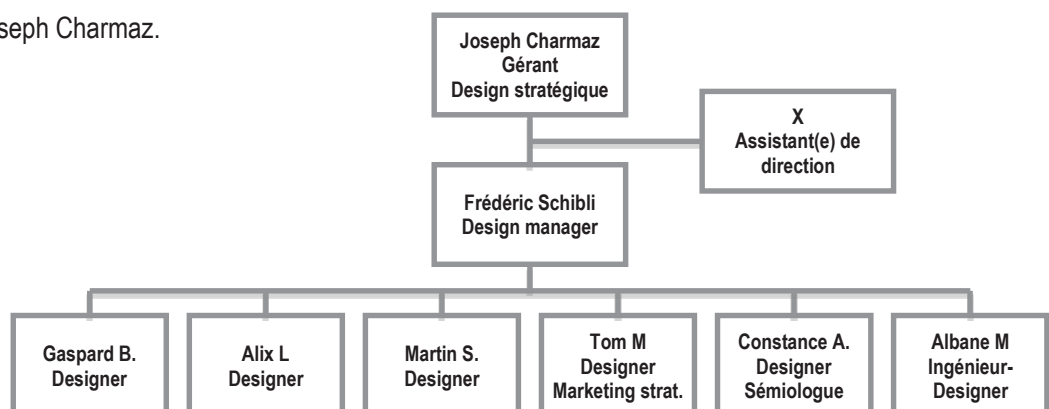 seph Charmaz.
Joseph Charmaz
Gérant
Design stratégique
X
Assistant(e) de
direction
Frédéric Schibli
Design manager
Gaspard B.
Designer
Alix L
Designer
Martin S.
Designer
Tom M
Designer
Marketing strat.
Constance A.
Designer
Sémiologue
Albane M
Ingénieur-
Designer